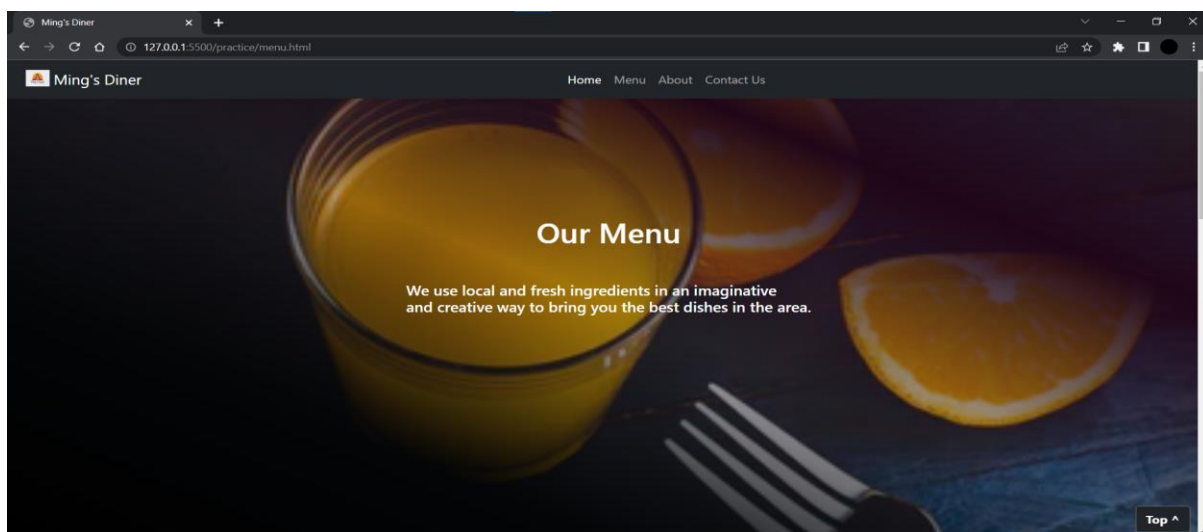 Ming's Diner
127.0.0.1:5500/practice/menu.html
Ming's Diner
Home Menu About Contact Us
Our Menu
We use local and fresh ingredients in an imaginative
and creative way to bring you the best dishes in the area.
Top ^